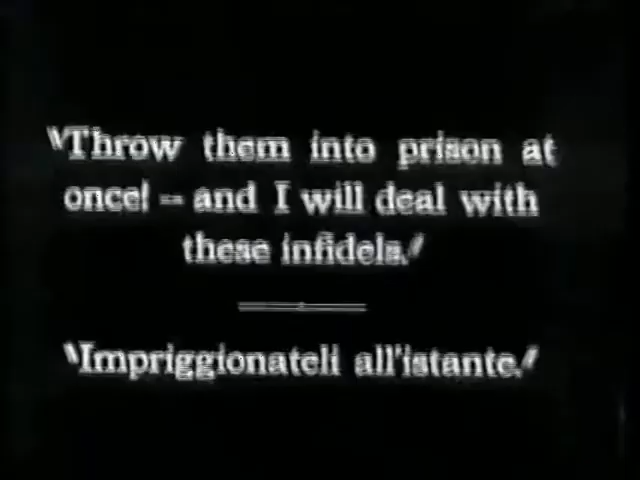 "Throw them into prison at
once! -- and I will deal with
these infidels."
"Impriggionateli all'istante."